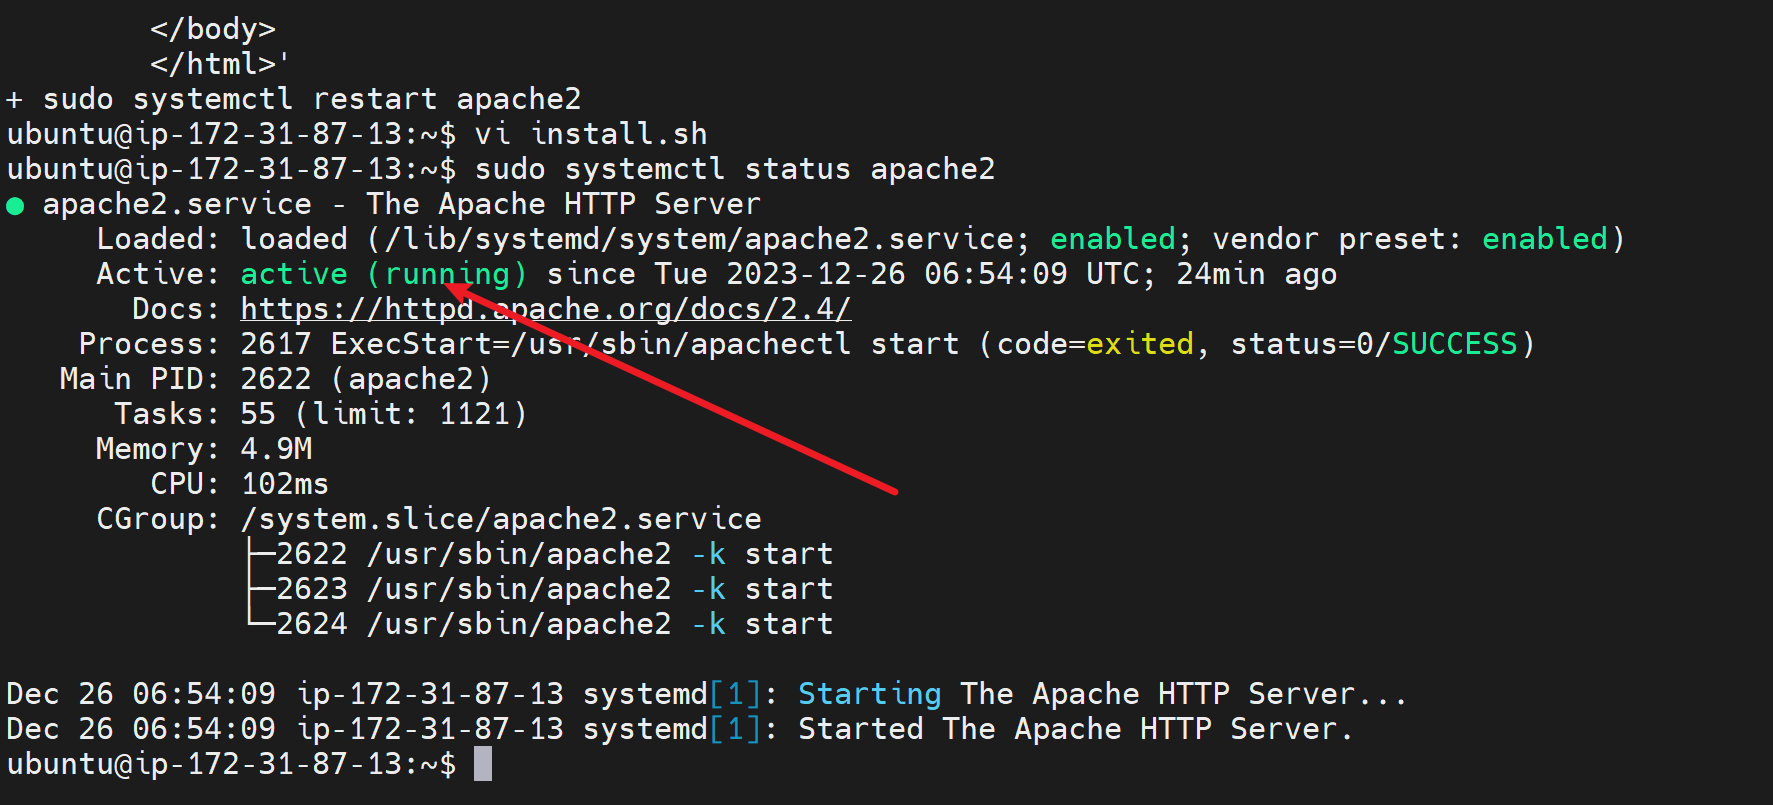 </body>
</html>'
+ sudo systemctl restart apache2
ubuntu@ip-172-31-87-13:~$ vi install.sh
ubuntu@ip-172-31-87-13:~$ sudo systemctl status apache2
● apache2.service - The Apache HTTP Server
Loaded: loaded (/lib/systemd/system/apache2.service; enabled; vendor preset: enabled)
Active: active (running) since Tue 2023-12-26 06:54:09 UTC; 24min ago
Docs: https://httpd.apache.org/docs/2.4/
Process: 2617 ExecStart=/usr/sbin/apachectl start (code=exited, status=0/SUCCESS)
Main PID: 2622 (apache2)
Tasks: 55 (limit: 1121)
Memory: 4.9M
CPU: 102ms
CGroup: /system.slice/apache2.service
├─2622 /usr/sbin/apache2 -k start
├─2623 /usr/sbin/apache2 -k start
└─2624 /usr/sbin/apache2 -k start
Dec 26 06:54:09 ip-172-31-87-13 systemd[1]: Starting The Apache HTTP Server...
Dec 26 06:54:09 ip-172-31-87-13 systemd[1]: Started The Apache HTTP Server.
ubuntu@ip-172-31-87-13:~$